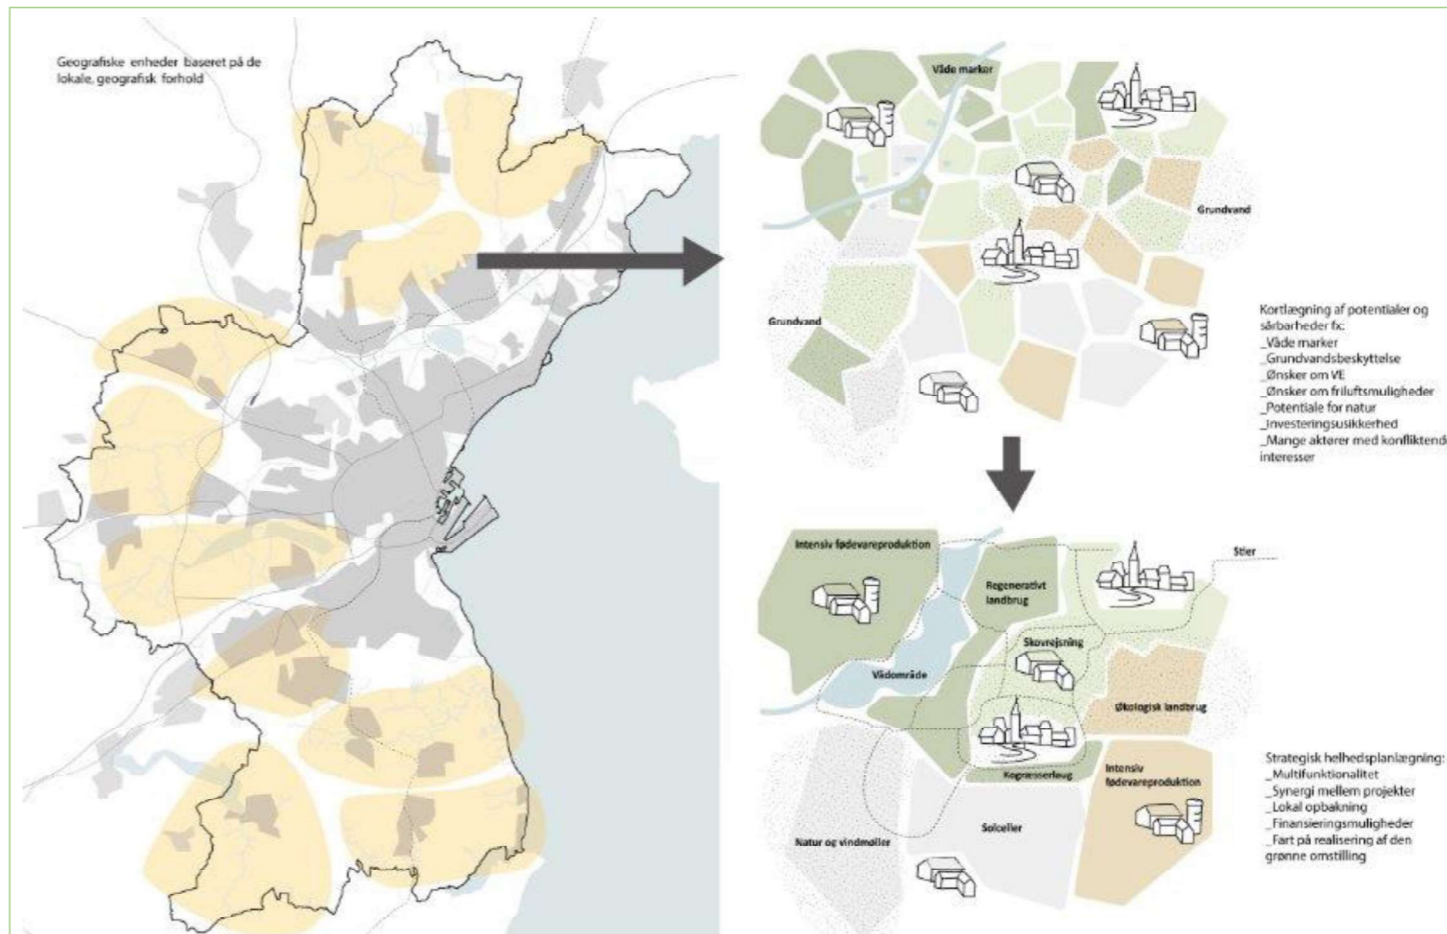 Geografiske enheder baseret på de
lokale, geografisk forhold
Våde marker
Grundvand
Grundvand
Kortlægning af potentialer og
sårbarheder fx:
_Våde marker
_Grundvandsbeskyttelse
_Ønsker om VE
_Ønsker om friluftsmuligheder
_Potentiale for natur
_Investeringsusikkerhed
_Mange aktører med konfliktende
interesser
Intensiv fødevareproduktion
Regenerativt
landbrug
Stier
Skovrejsning
Vådområde
Økologisk landbrug
Kogræsserlaug
Intensiv
fødevareproduktion
Solceller
Natur og vindmøller
Strategisk helhedsplanlægning:
_Multifunktionalitet
_Synergi mellem projekter
_Lokal opbakning
_Finansieringsmuligheder
_Fart på realisering af den
grønne omstilling